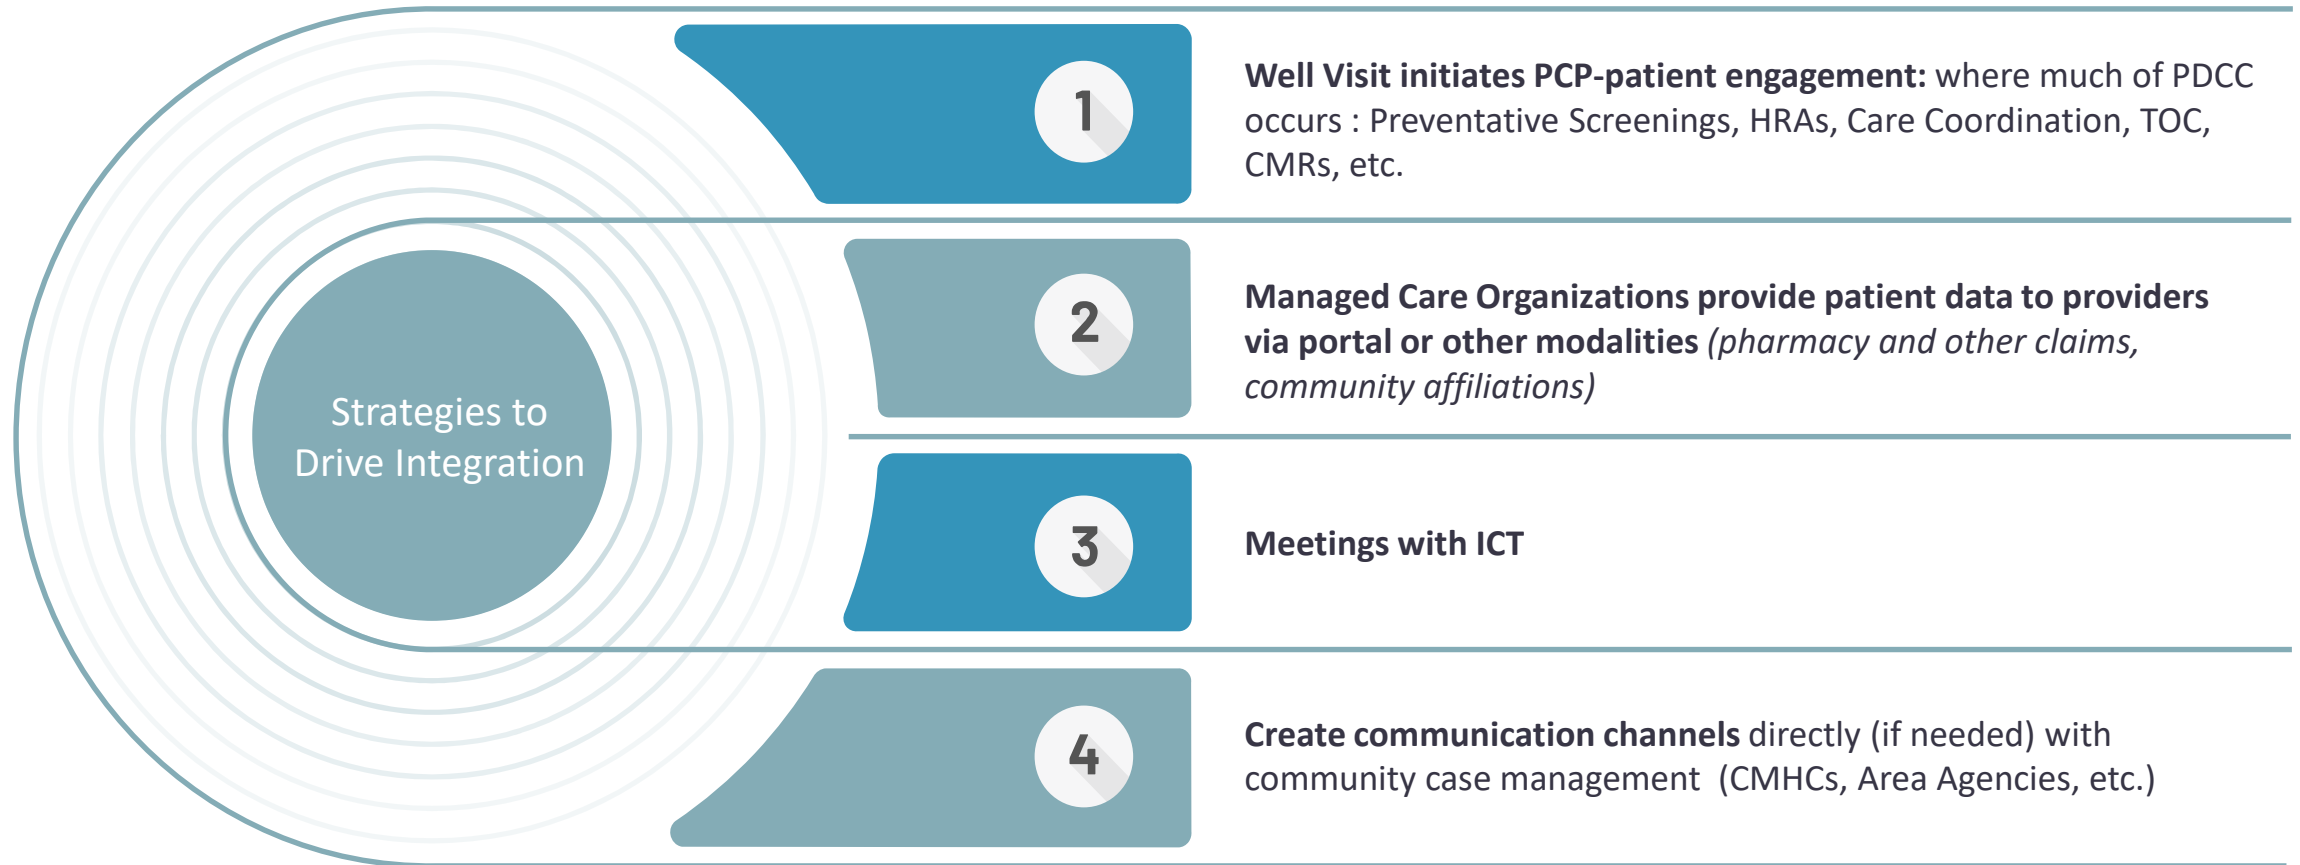 Strategies to
Drive Integration
1
Well Visit initiates PCP-patient engagement: where much of PDCC
occurs : Preventative Screenings, HRAs, Care Coordination, TOC,
CMRs, etc.
2
Managed Care Organizations provide patient data to providers
via portal or other modalities (pharmacy and other claims,
community affiliations)
3
Meetings with ICT
4
Create communication channels directly (if needed) with
community case management  (CMHCs, Area Agencies, etc.)